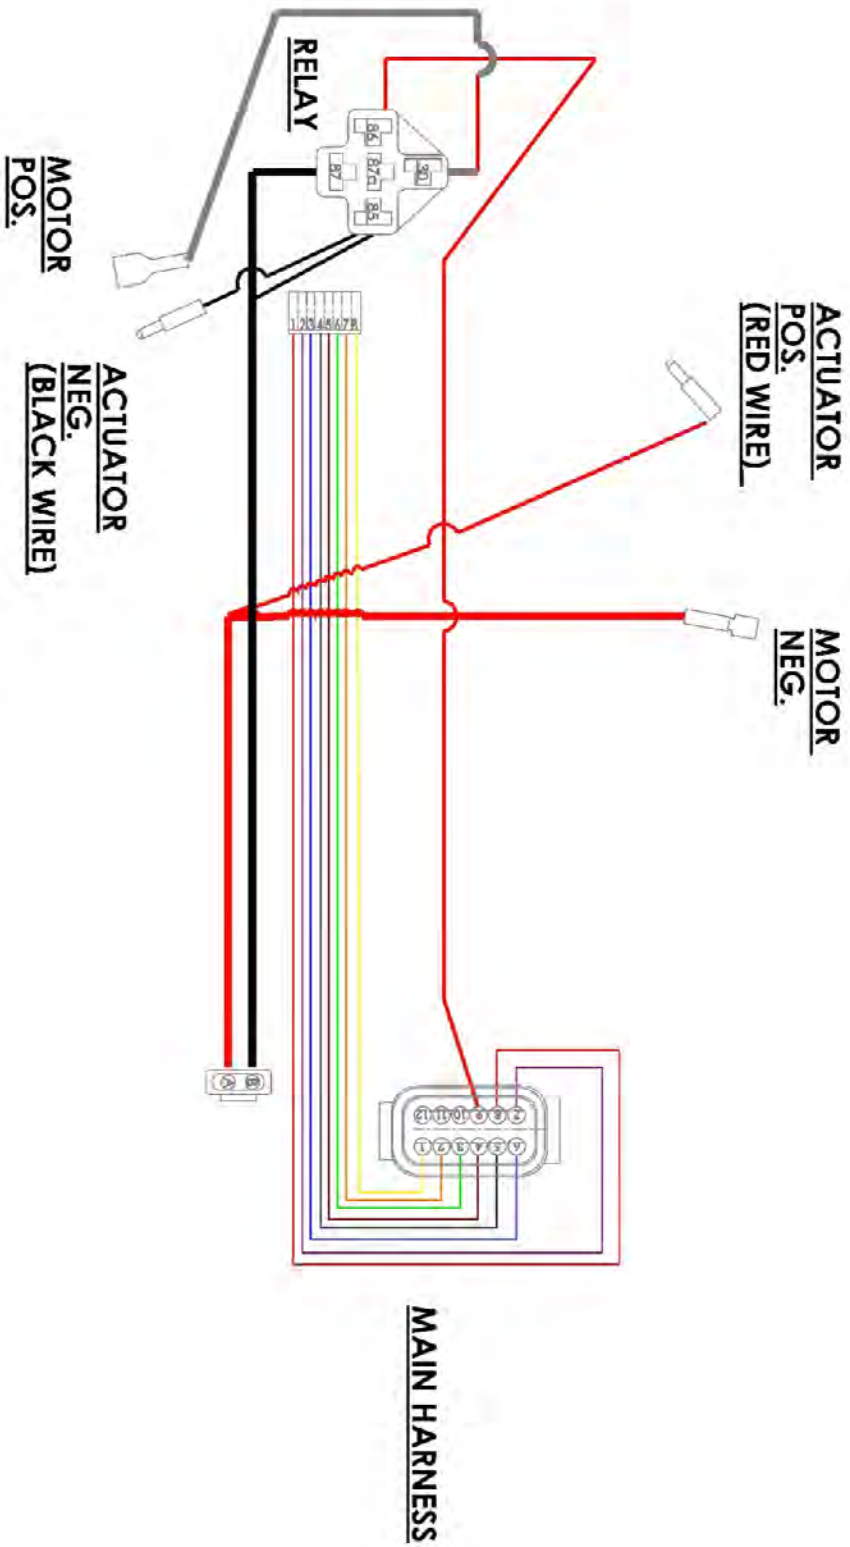 RELAY
86
30
87a
87
85
MOTOR
POS.
ACTUATOR
NEG.
(BLACK WIRE)
1 2 3 4 5 6 7 8
ACTUATOR
POS.
(RED WIRE)
MOTOR
NEG.
A B
12 11 10 9 8 7
1 2 3 4 5 6
MAIN HARNESS